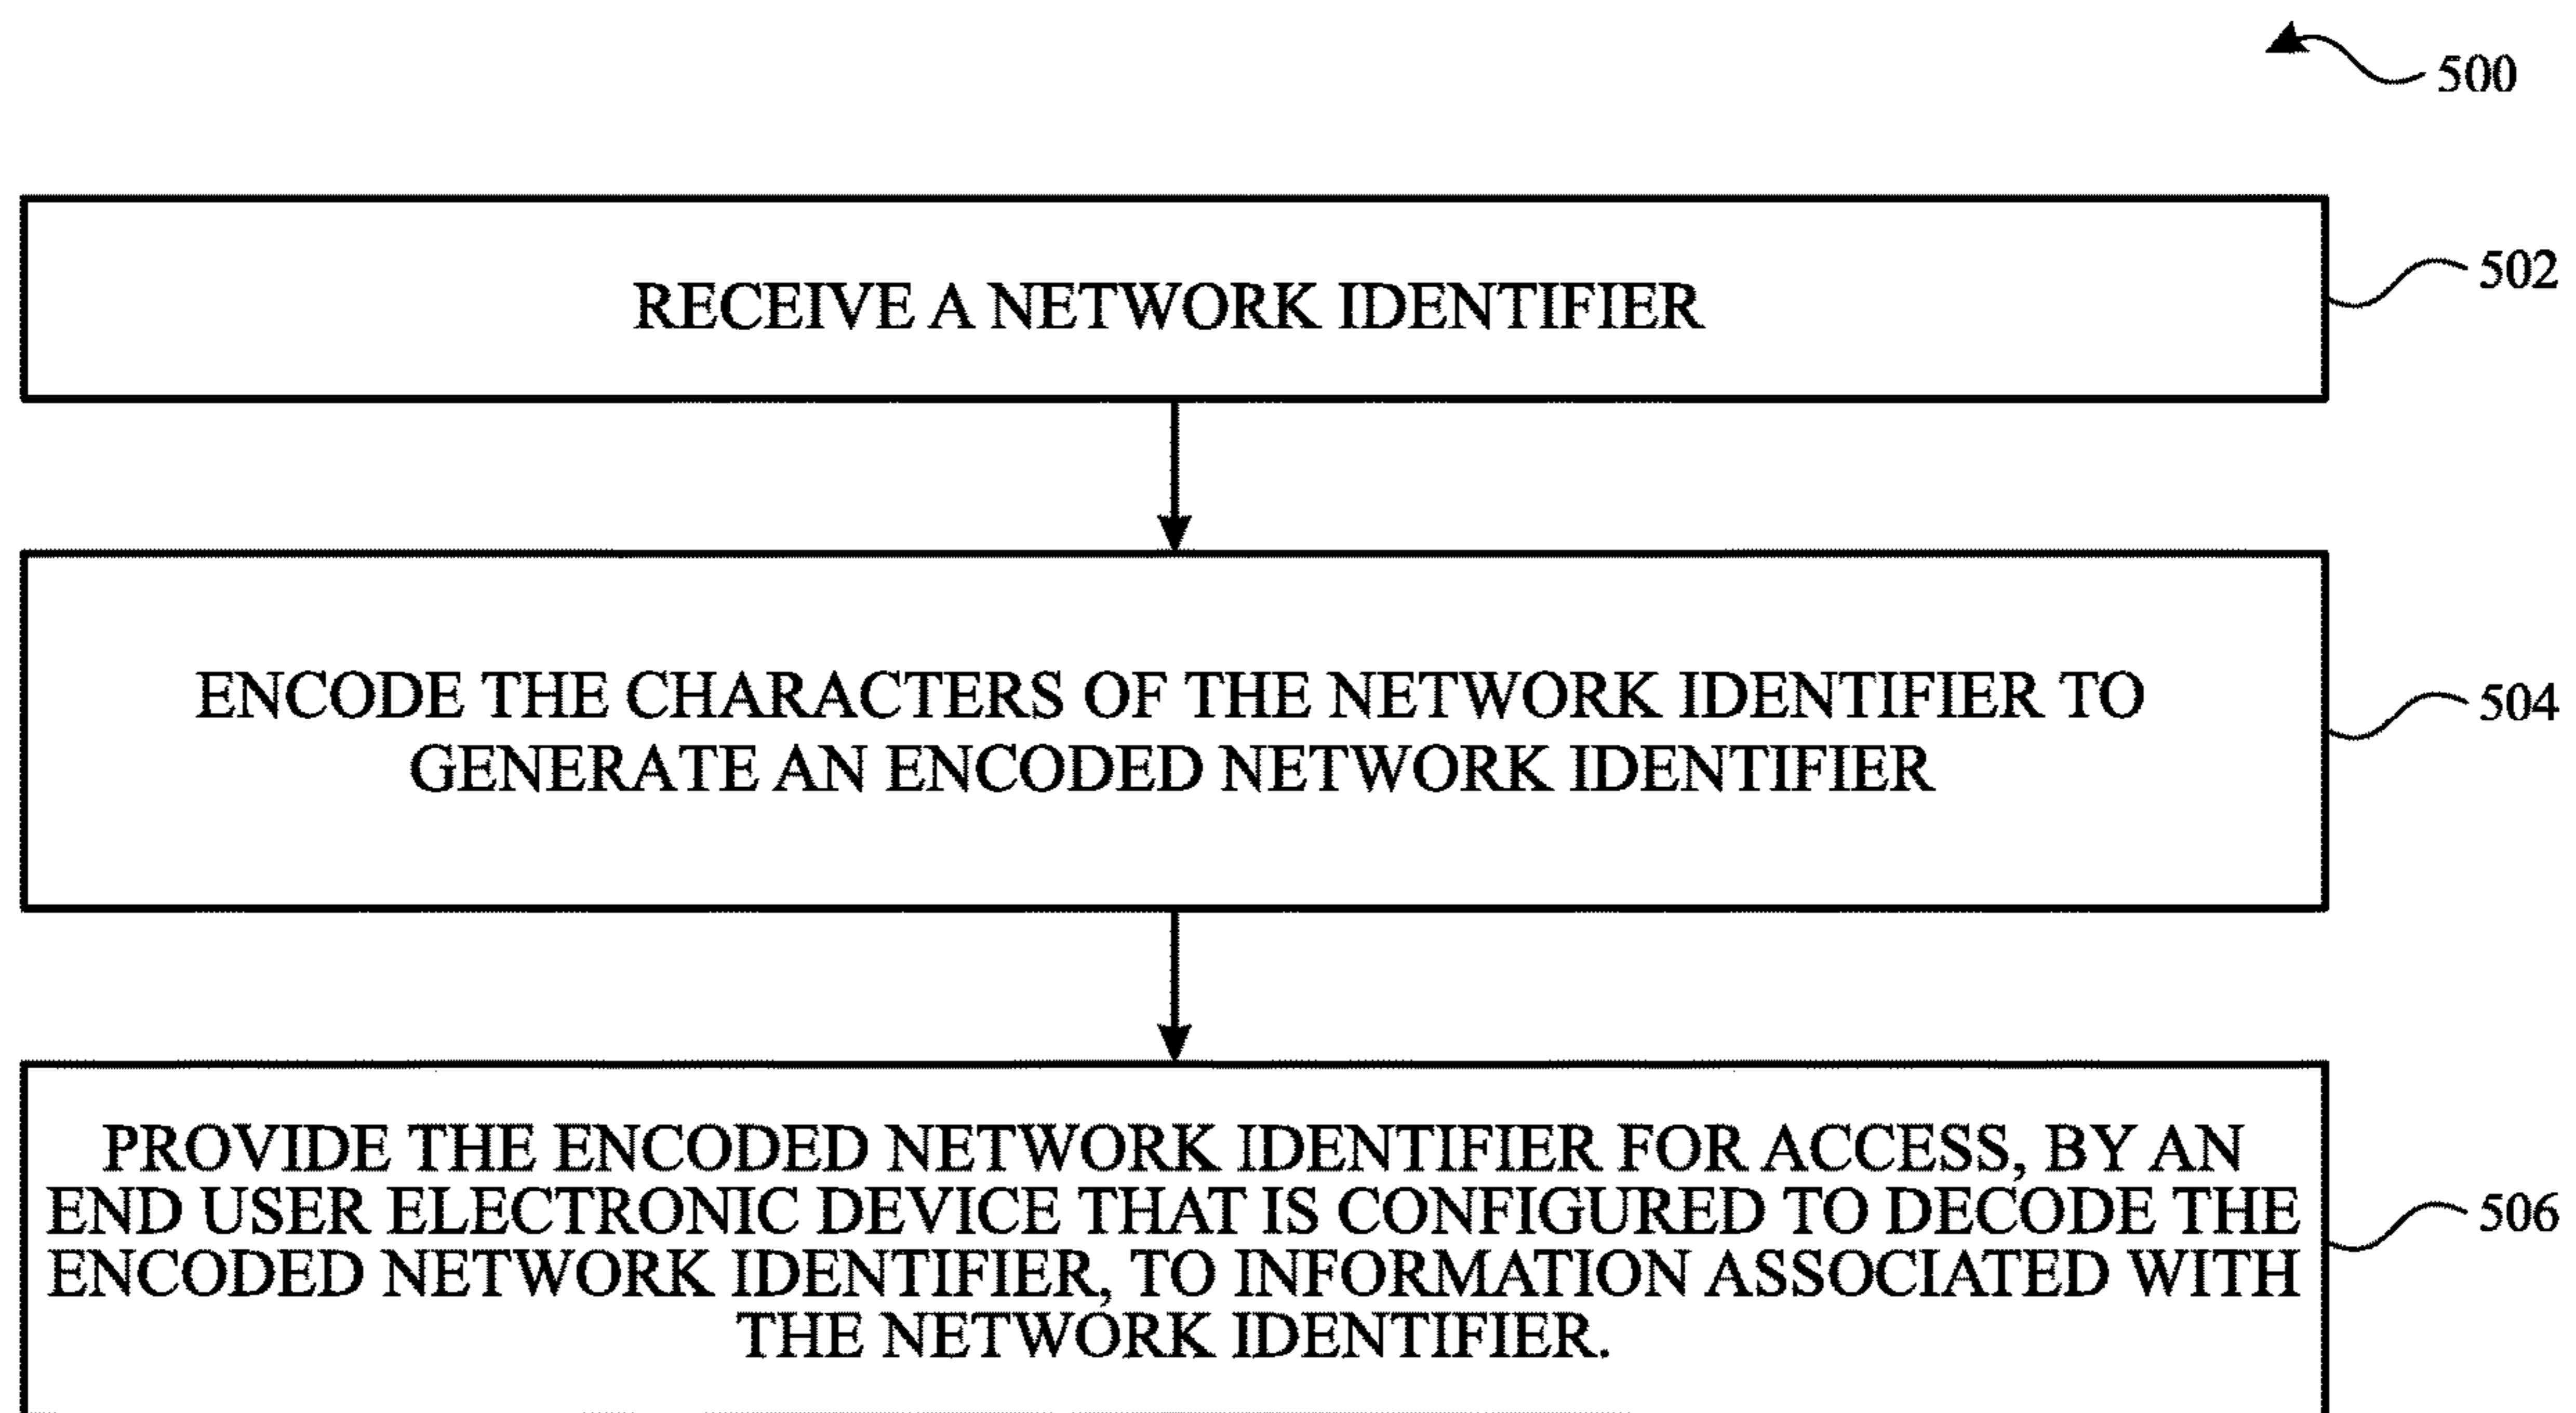 500
RECEIVE A NETWORK IDENTIFIER
502
ENCODE THE CHARACTERS OF THE NETWORK IDENTIFIER TO
GENERATE AN ENCODED NETWORK IDENTIFIER
504
PROVIDE THE ENCODED NETWORK IDENTIFIER FOR ACCESS, BY AN
END USER ELECTRONIC DEVICE THAT IS CONFIGURED TO DECODE THE
ENCODED NETWORK IDENTIFIER, TO INFORMATION ASSOCIATED WITH
THE NETWORK IDENTIFIER.
506